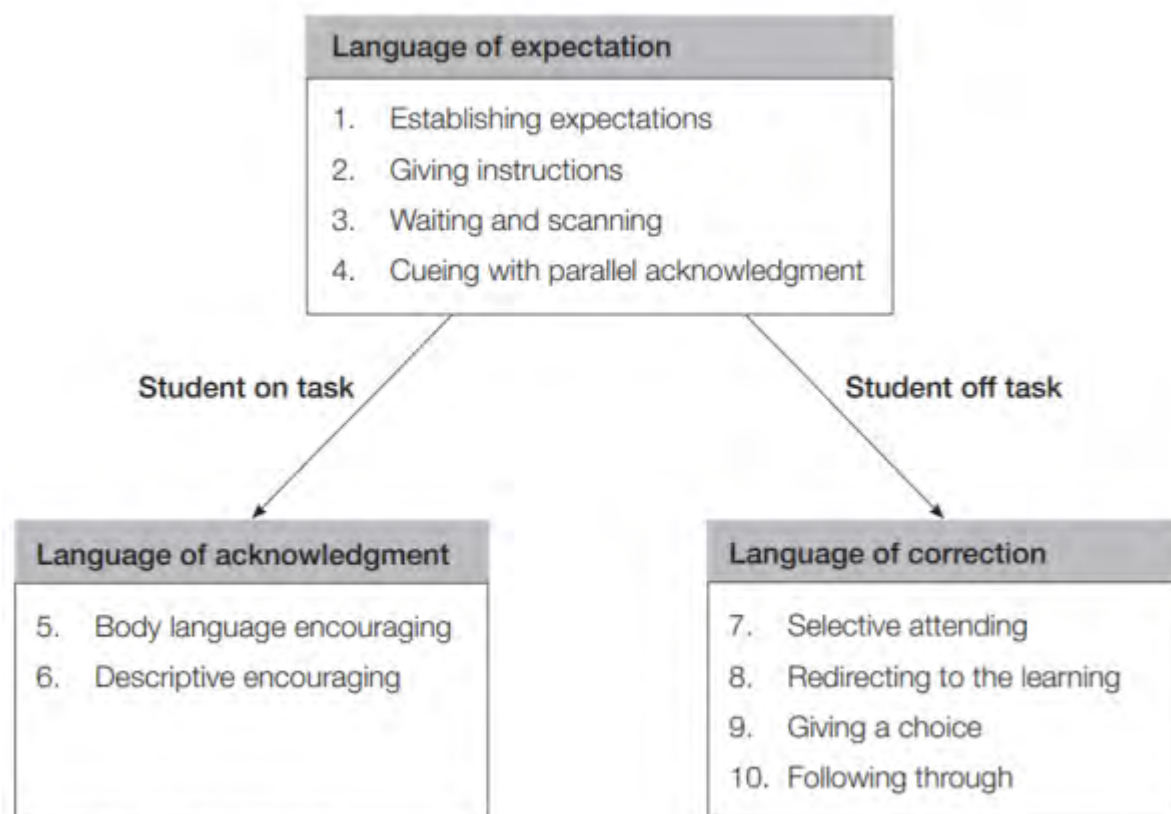 Language of expectation
1. Establishing expectations
2. Giving instructions
3. Waiting and scanning
4. Cueing with parallel acknowledgment
Student on task
Student off task
Language of acknowledgment
5. Body language encouraging
6. Descriptive encouraging
Language of correction
7. Selective attending
8. Redirecting to the learning
9. Giving a choice
10. Following through